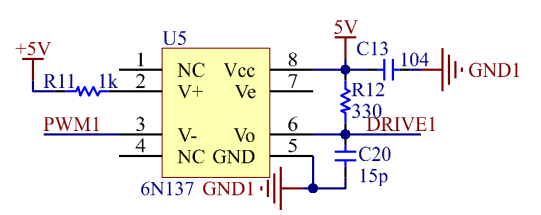 U5
5V
+5V
C13
1
8
104
NC
Vcc
R11
1k
2
V+
Ve
7
GND1
R12
330
PWM1
3
V-
Vo
6
DRIVE1
4
NC
GND
5
C20
15p
6N137
GND1